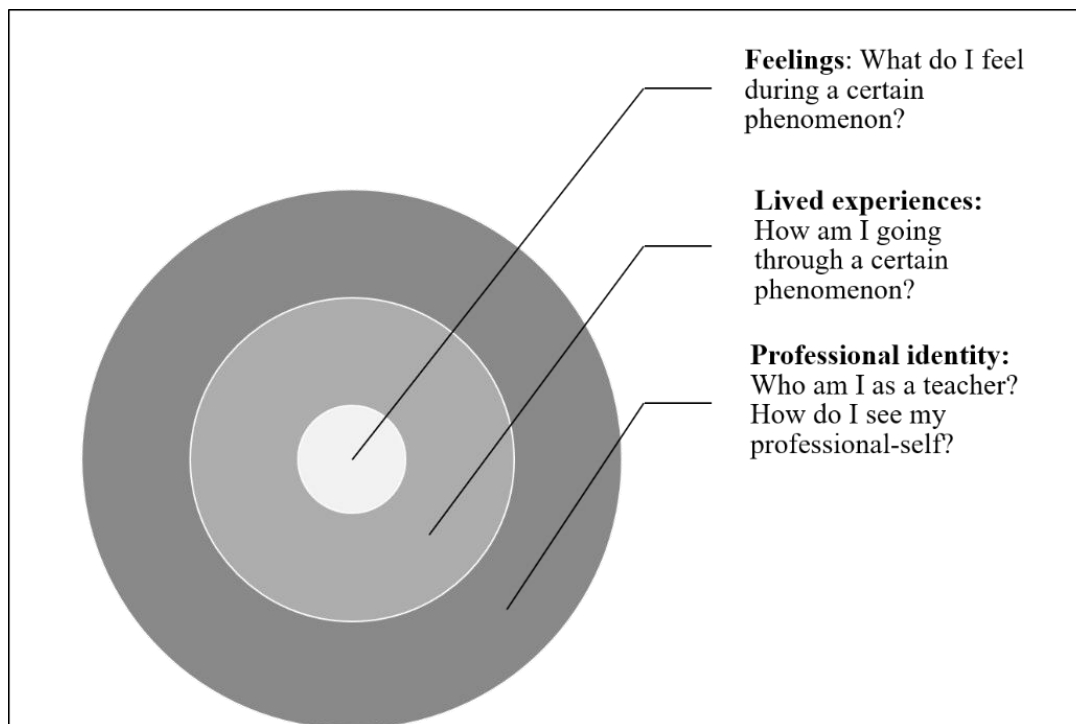 Feelings: What do I feel
during a certain
phenomenon?
Lived experiences:
How am I going
through a certain
phenomenon?
Professional identity:
Who am I as a teacher?
How do I see my
professional-self?